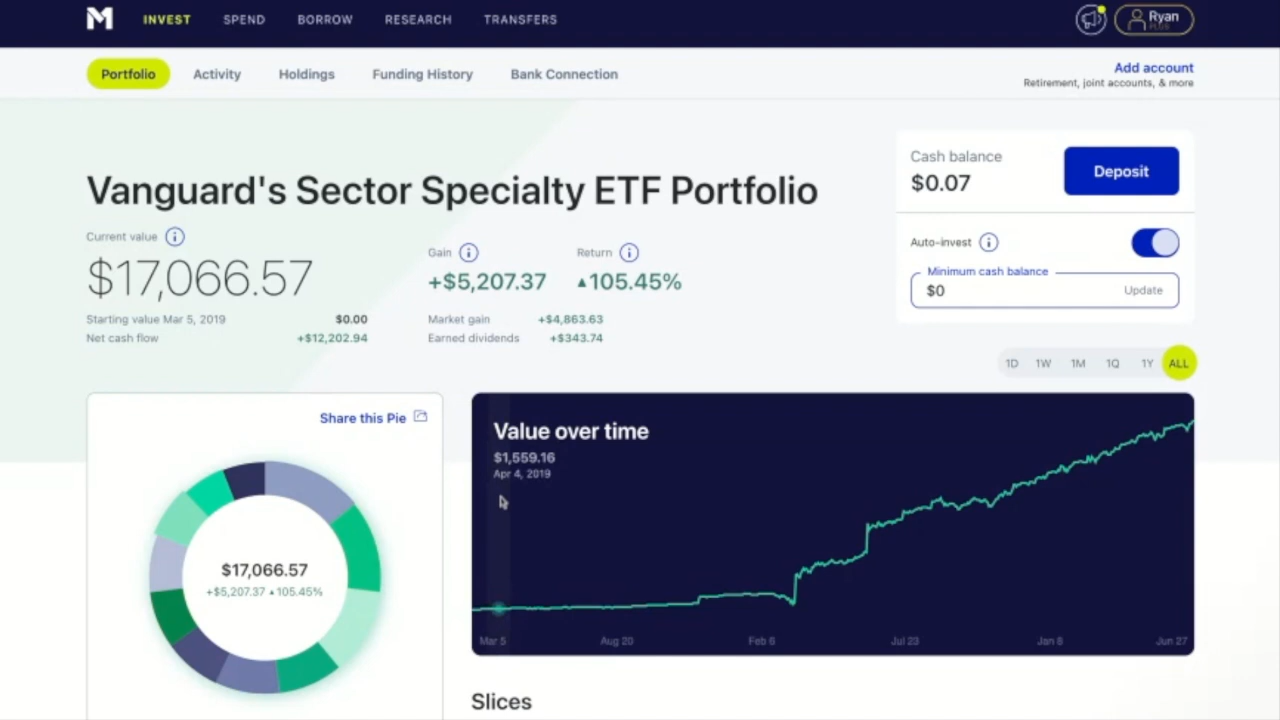 INVEST SPEND BORROW RESEARCH TRANSFERS
Ryan
PLUS
Portfolio Activity Holdings Funding History Bank Connection
Add account
Retirement, joint accounts, & more
Cash balance
$0.07
Deposit
Vanguard's Sector Specialty ETF Portfolio
Current value
$17,066.57
Starting value Mar 5, 2019 $0.00
Net cash flow +$12,202.94
Gain
+$5,207.37
Return
▲105.45%
Market gain +$4,863.63
Earned dividends +$343.74
Auto-invest
Minimum cash balance
$0 Update
1D 1W 1M 1Q 1Y ALL
Share this Pie
$17,066.57
+$5,207.37 ▲105.45%
Value over time
$1,559.16
Apr 4, 2019
Mar 5 Aug 20 Feb 6 Jul 23 Jan 8 Jun 27
Slices